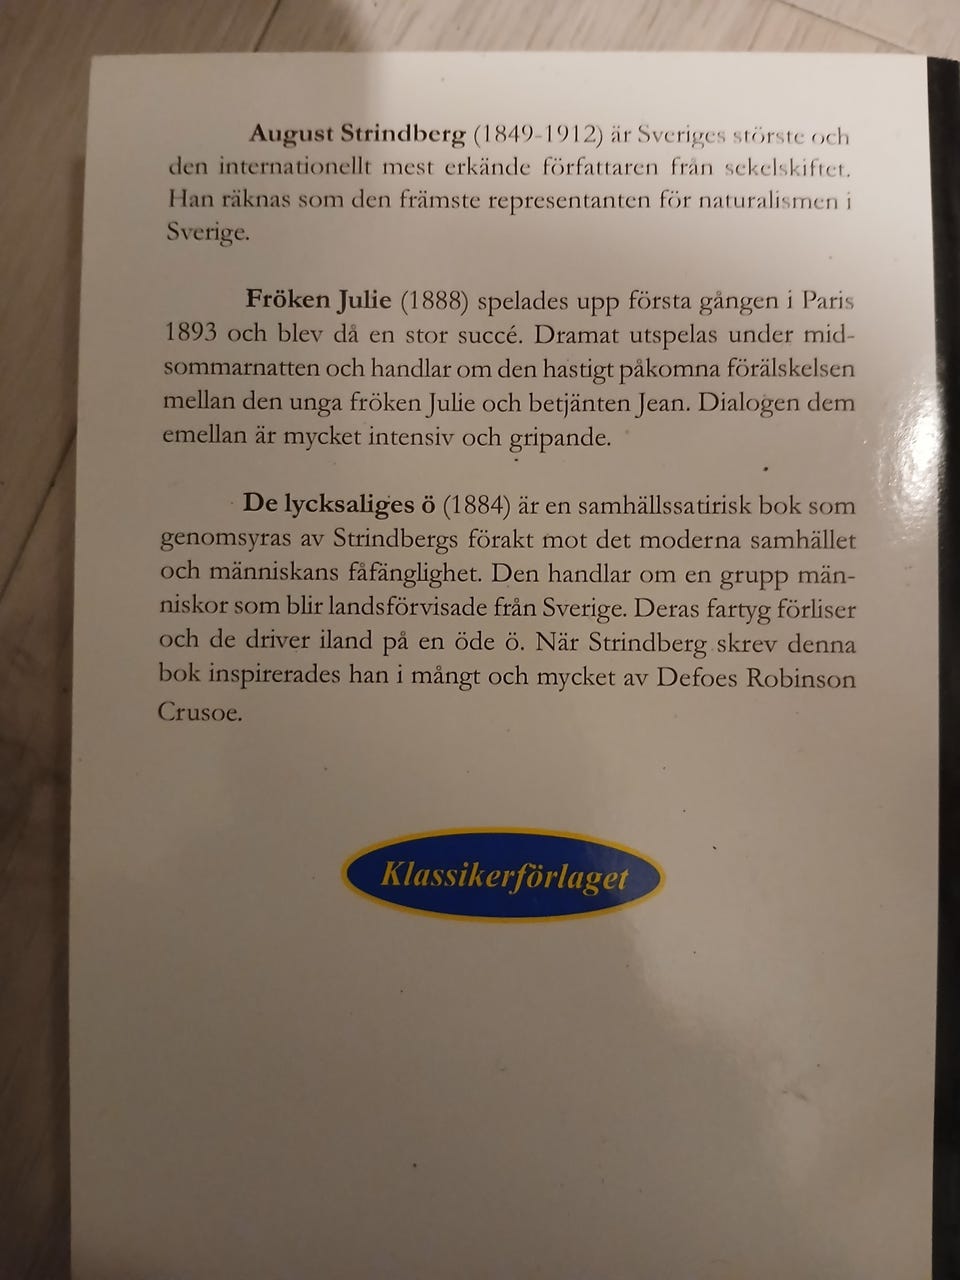 August Strindberg (1849-1912) är Sveriges störste och
den internationellt mest erkände författaren från sekelskiftet.
Han räknas som den främste representanten för naturalismen i
Sverige.
Fröken Julie (1888) spelades upp första gången i Paris
1893 och blev då en stor succé. Dramat utspelas under mid-
sommarnatten och handlar om den hastigt påkomna förälskelsen
mellan den unga fröken Julie och betjänten Jean. Dialogen dem
emellan är mycket intensiv och gripande.
De lycksaliges ö (1884) är en samhällssatirisk bok som
genomsyras av Strindbergs förakt mot det moderna samhället
och människans fåfänglighet. Den handlar om en grupp män-
niskor som blir landsförvisade från Sverige. Deras fartyg förliser
och de driver iland på en öde ö. När Strindberg skrev denna
bok inspirerades han i mångt och mycket av Defoes Robinson
Crusoe.
Klassikerförlaget